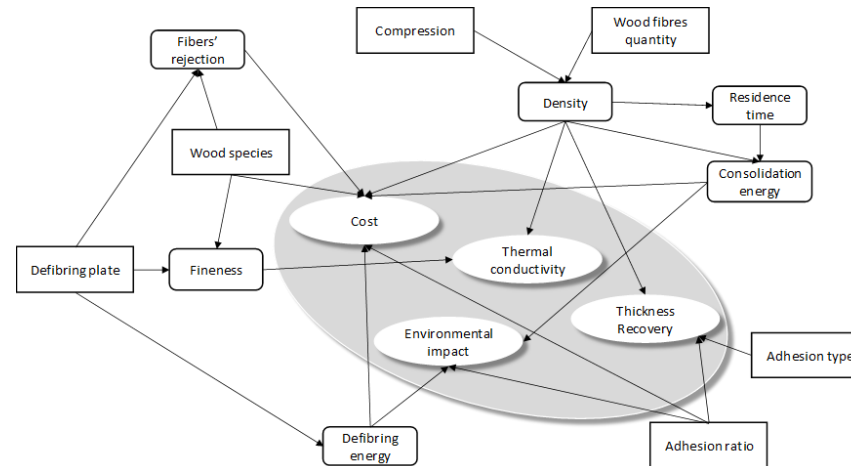 Compression
Wood fibres
quantity
Fibers'
rejection
Density
Residence
time
Wood species
Consolidation
energy
Cost
Thermal
conductivity
Defibring plate
Fineness
Thickness
Recovery
Environmental
impact
Adhesion type
Defibring
energy
Adhesion ratio